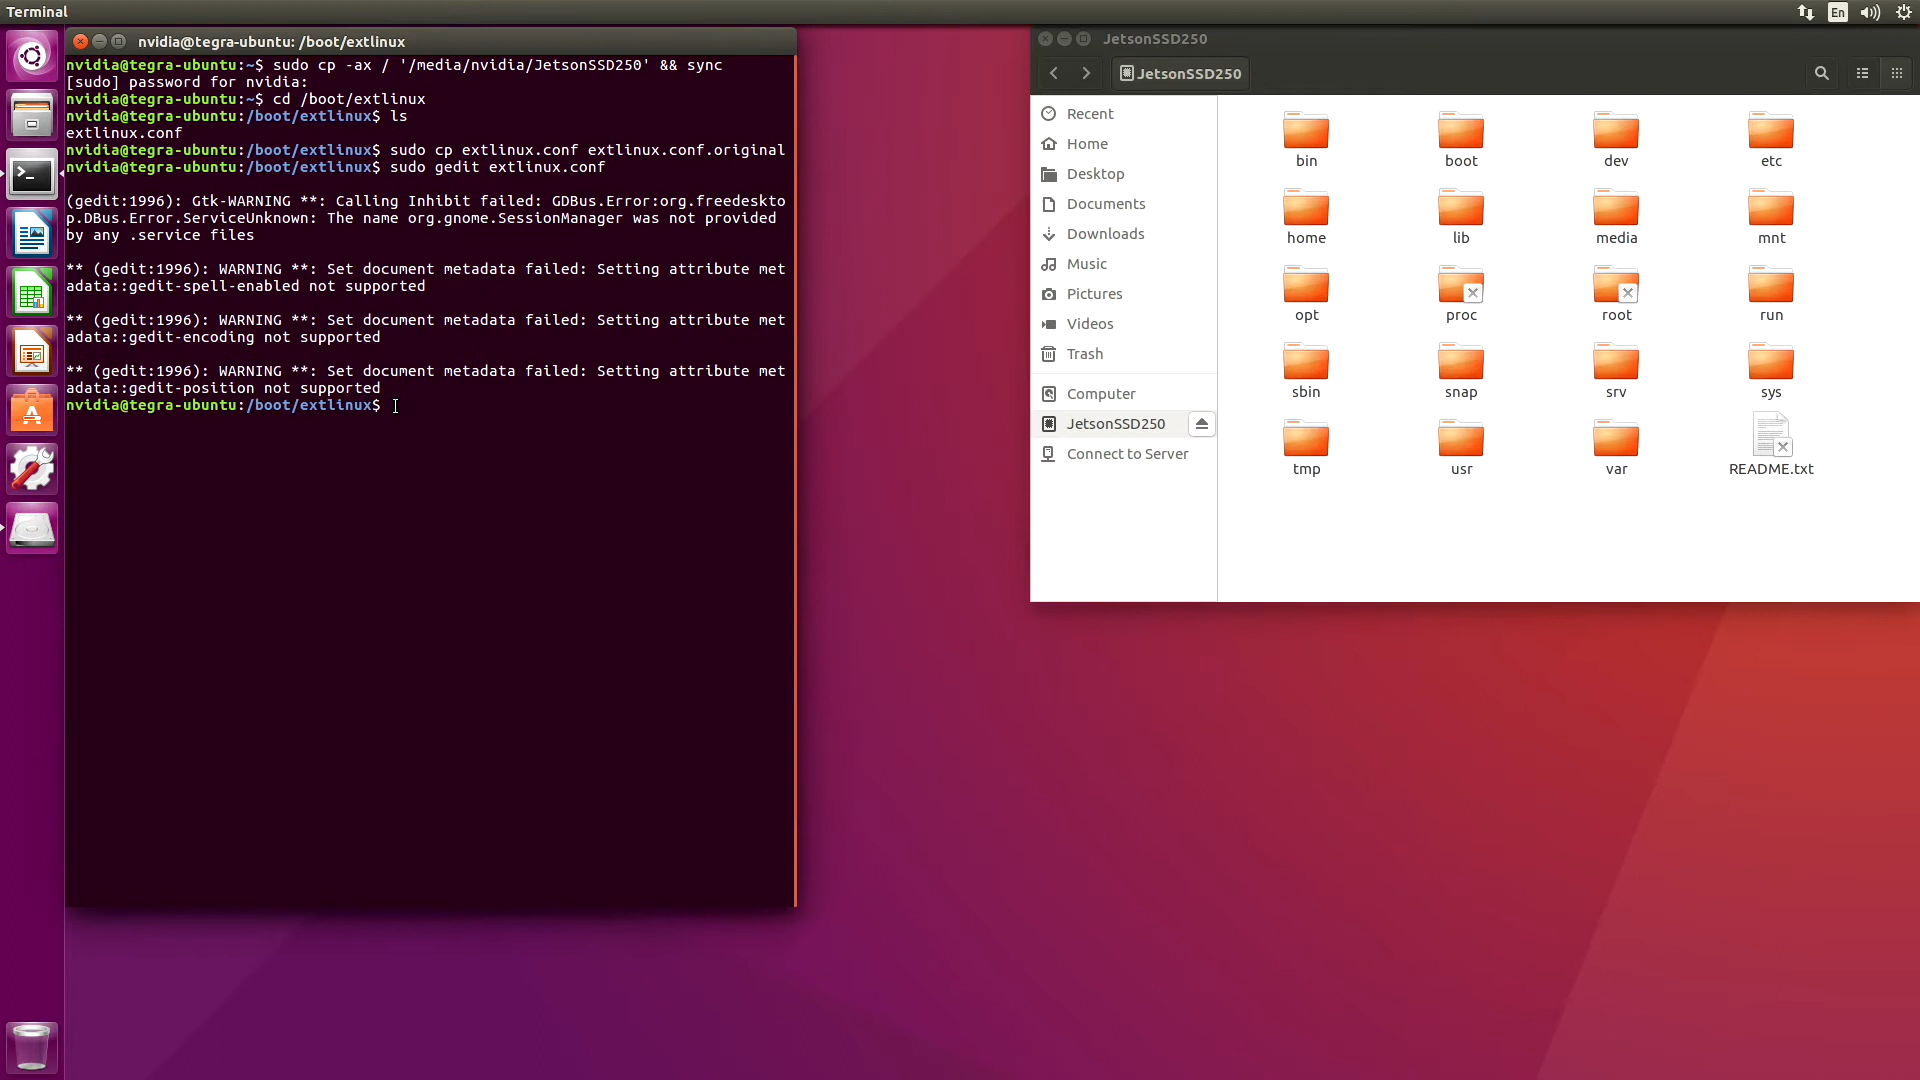 Terminal
En
nvidia@tegra-ubuntu: /boot/extlinux
nvidia@tegra-ubuntu:~$ sudo cp -ax / '/media/nvidia/JetsonSSD250' && sync
[sudo] password for nvidia:
nvidia@tegra-ubuntu:~$ cd /boot/extlinux
nvidia@tegra-ubuntu:/boot/extlinux$ ls
extlinux.conf
nvidia@tegra-ubuntu:/boot/extlinux$ sudo cp extlinux.conf extlinux.conf.original
nvidia@tegra-ubuntu:/boot/extlinux$ sudo gedit extlinux.conf
(gedit:1996): Gtk-WARNING **: Calling Inhibit failed: GDBus.Error:org.freedeskto
p.DBus.Error.ServiceUnknown: The name org.gnome.SessionManager was not provided
by any .service files
** (gedit:1996): WARNING **: Set document metadata failed: Setting attribute met
adata::gedit-spell-enabled not supported
** (gedit:1996): WARNING **: Set document metadata failed: Setting attribute met
adata::gedit-encoding not supported
** (gedit:1996): WARNING **: Set document metadata failed: Setting attribute met
adata::gedit-position not supported
nvidia@tegra-ubuntu:/boot/extlinux$
JetsonSSD250
JetsonSSD250
Recent
Home
Desktop
Documents
Downloads
Music
Pictures
Videos
Trash
Computer
JetsonSSD250
Connect to Server
bin boot dev etc
home lib media mnt
opt proc root run
sbin snap srv sys
tmp usr var README.txt